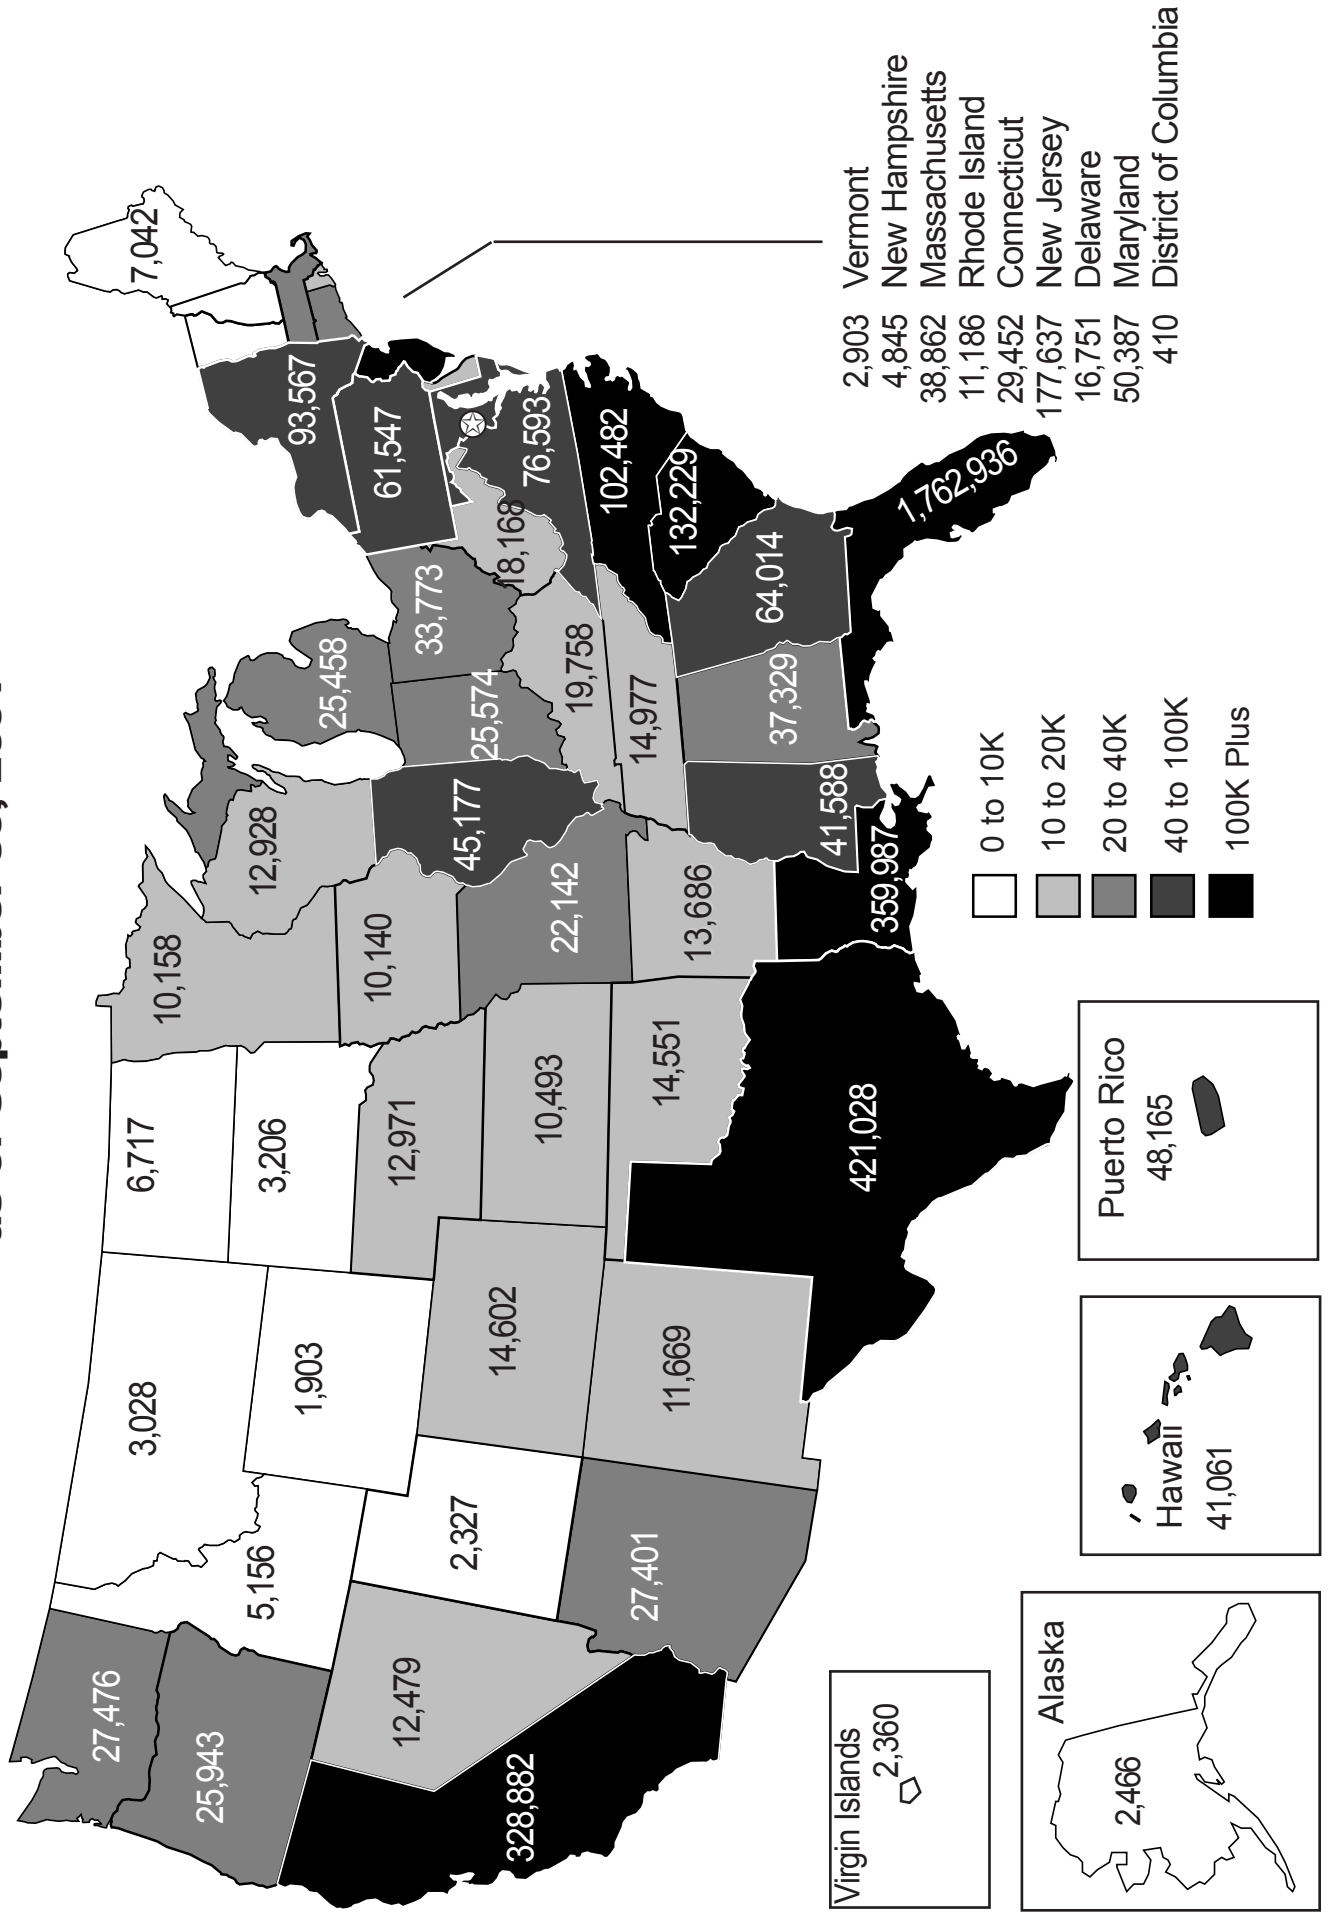 as of September
27,476
25,943
5,156
3,028
6,717
10,158
12,928
25,458
93,567
7,042
1,903
3,206
10,140
45,177
25,574
33,773
61,547
12,479
2,327
14,602
12,971
10,493
22,142
19,758
18,168
76,593
328,882
27,401
11,669
14,551
13,686
14,977
102,482
132,229
421,028
359,987
41,588
37,329
64,014
1,762,936
2,903 Vermont
4,845 New Hampshire
38,862 Massachusetts
11,186 Rhode Island
29,452 Connecticut
177,637 New Jersey
16,751 Delaware
50,387 Maryland
410 District of Columbia
Virgin Islands
2,360
Alaska
2,466
Hawaii
41,061
Puerto Rico
48,165
0 to 10K
10 to 20K
20 to 40K
40 to 100K
100K Plus